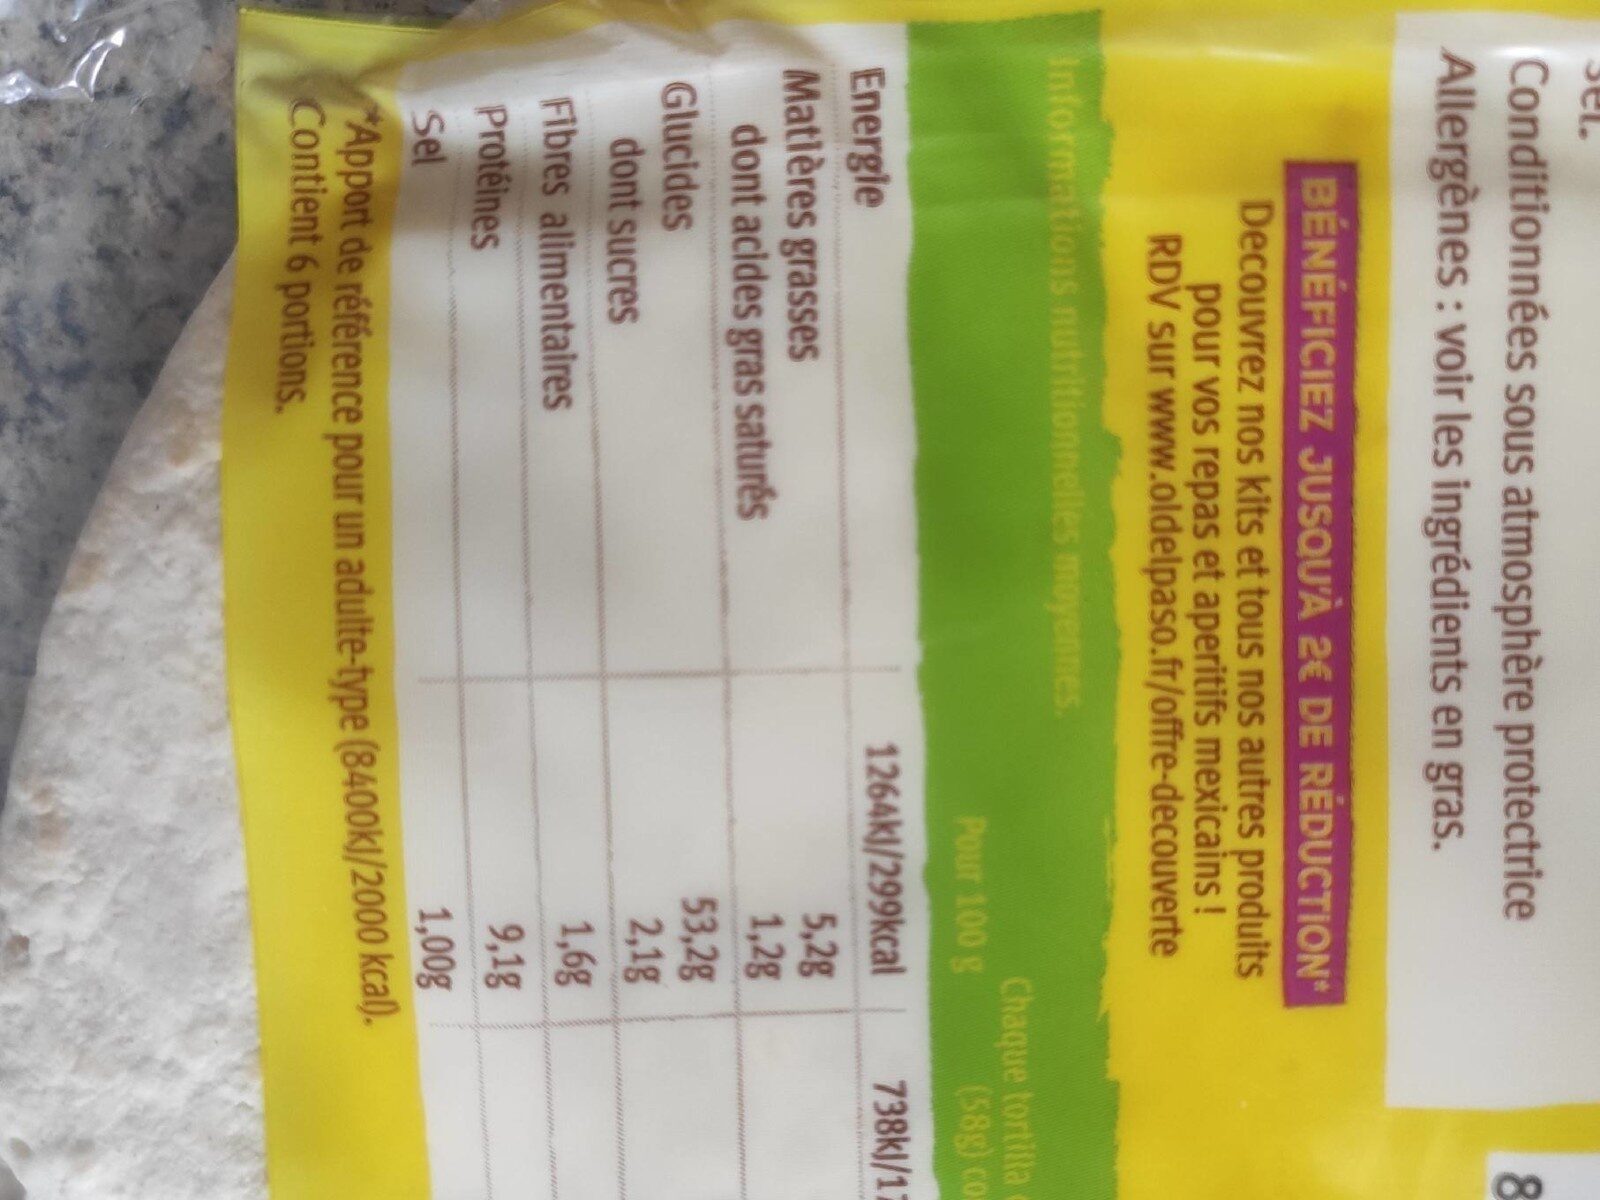 Sel.
Conditionnées sous atmosphère protectrice
Allergènes : voir les ingrédients en gras.
8
BÉNÉFICIEZ JUSQU'À 2€ DE RÉDUCTION*
Decouvrez nos kits et tous nos autres produits
pour vos repas et aperitifs mexicains !
RDV sur www.oldelpaso.fr/offre-decouverte
Informations nutritionnelles moyennes.
Chaque tortilla
Pour 100 g (58g)
Energie 1264kJ/299kcal 738kJ/
Matières grasses 5,2g
dont acides gras saturés 1,2g
Glucides 53,2g
dont sucres 2,1g
Fibres alimentaires 1,6g
Protéines 9,1g
Sel 1,00g
*Apport de référence pour un adulte-type (8400kJ/2000 kcal).
Contient 6 portions.